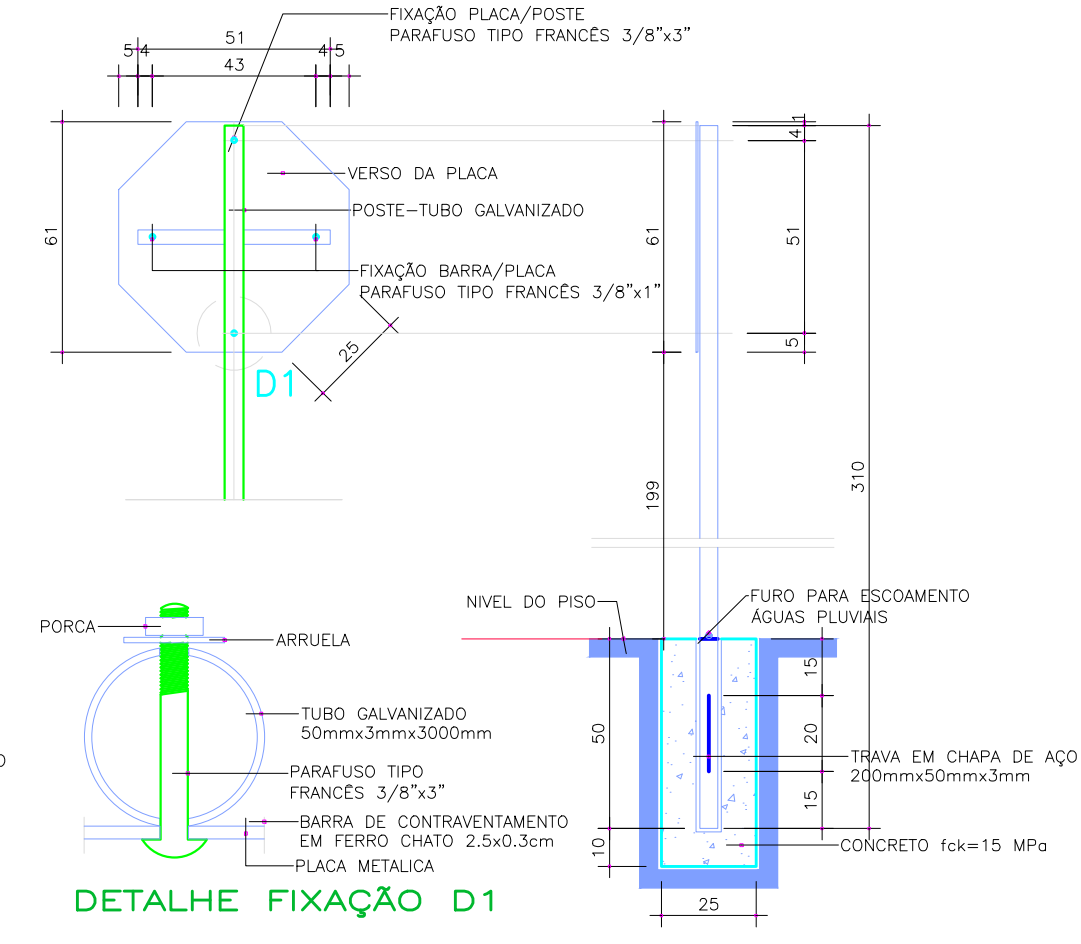 FIXAÇÃO PLACA/POSTE
PARAFUSO TIPO FRANCÊS 3/8"x3"
51
5 4
4 5
43
1
4
VERSO DA PLACA
POSTE-TUBO GALVANIZADO
61
61
51
FIXAÇÃO BARRA/PLACA
PARAFUSO TIPO FRANCÊS 3/8"x1"
25
5
D1
199
310
NIVEL DO PISO
FURO PARA ESCOAMENTO
ÁGUAS PLUVIAIS
PORCA
ARRUELA
15
TUBO GALVANIZADO
50mmx3mmx3000mm
50
20
TRAVA EM CHAPA DE AÇO
200mmx50mmx3mm
O
PARAFUSO TIPO
FRANCÊS 3/8"x3"
15
BARRA DE CONTRAVENTAMENTO
EM FERRO CHATO 2.5x0.3cm
10
CONCRETO fck=15 MPa
PLACA METALICA
DETALHE FIXAÇÃO D1
25